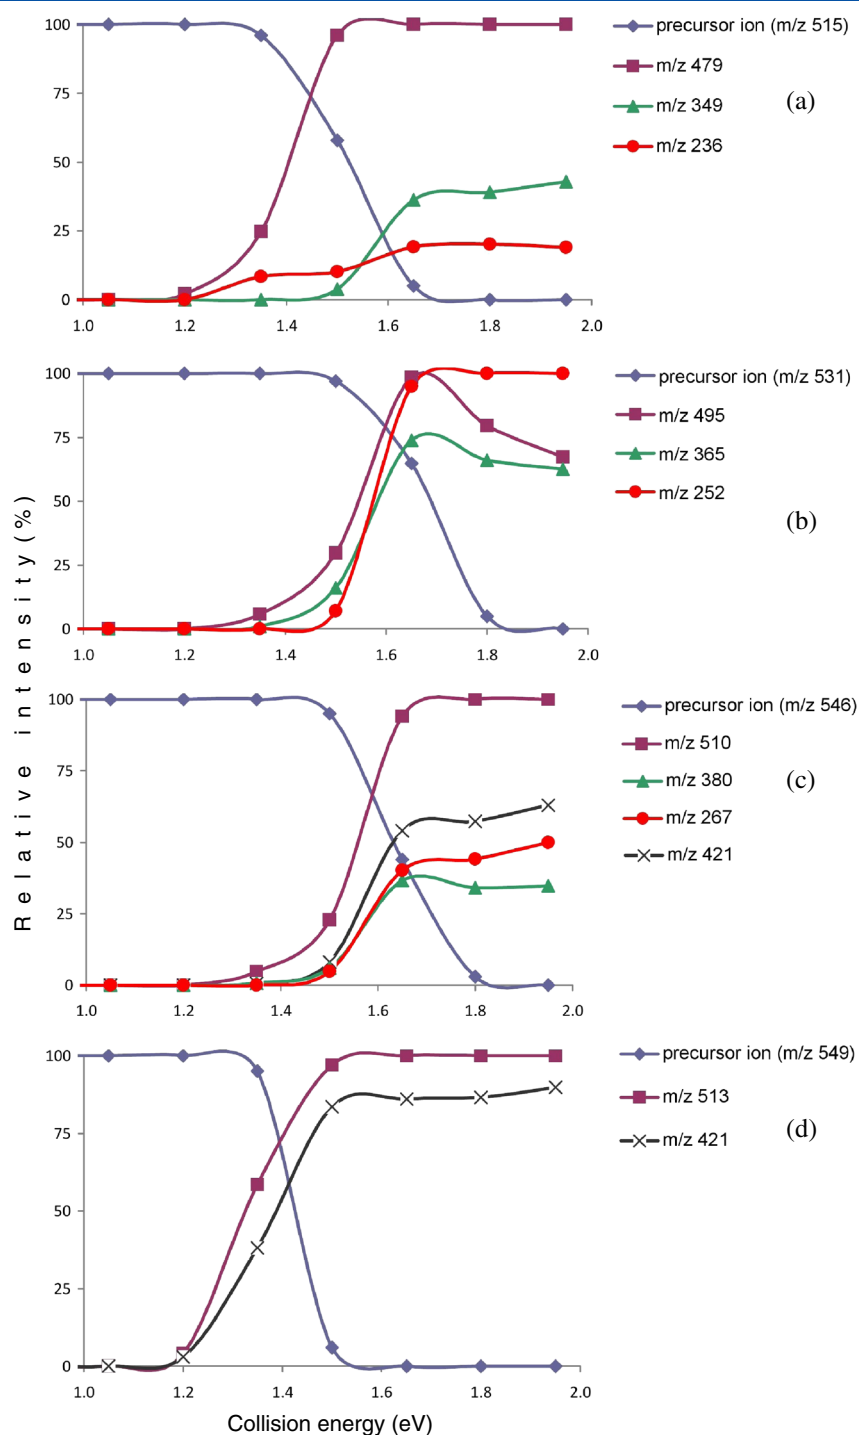 Relative intensity (%)
100
75
50
25
0
1.0 1.2 1.4 1.6 1.8 2.0
precursor ion (m/z 515)
m/z 479
m/z 349
m/z 236
(a)
100
75
50
25
0
1.0 1.2 1.4 1.6 1.8 2.0
precursor ion (m/z 531)
m/z 495
m/z 365
m/z 252
(b)
100
75
50
25
0
1.0 1.2 1.4 1.6 1.8 2.0
precursor ion (m/z 546)
m/z 510
m/z 380
m/z 267
m/z 421
(c)
100
75
50
25
0
1.0 1.2 1.4 1.6 1.8 2.0
precursor ion (m/z 549)
m/z 513
m/z 421
(d)
Collision energy (eV)